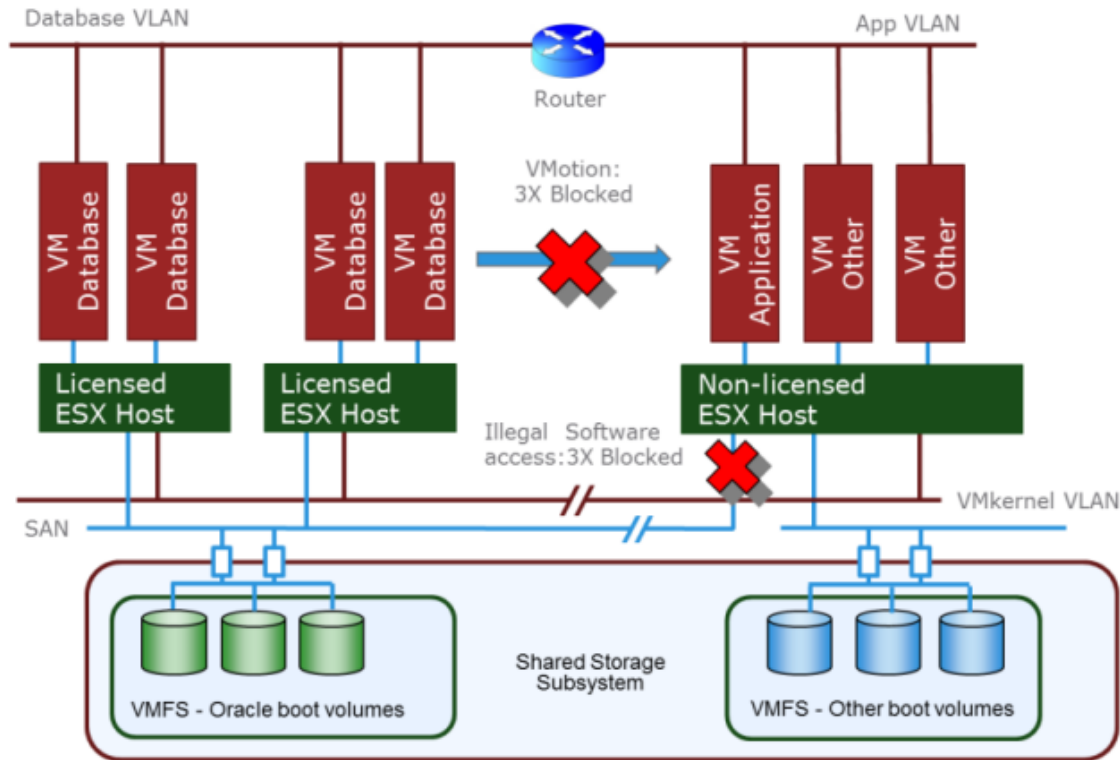 Database VLAN
App VLAN
Router
VMotion:
3X Blocked
VM
Database
VM
Database
VM
Database
VM
Database
VM
Application
VM
Other
VM
Other
Licensed
ESX Host
Licensed
ESX Host
Non-licensed
ESX Host
Illegal Software
access:3X Blocked
VMkernel VLAN
SAN
Shared Storage
Subsystem
VMFS - Oracle boot volumes
VMFS - Other boot volumes